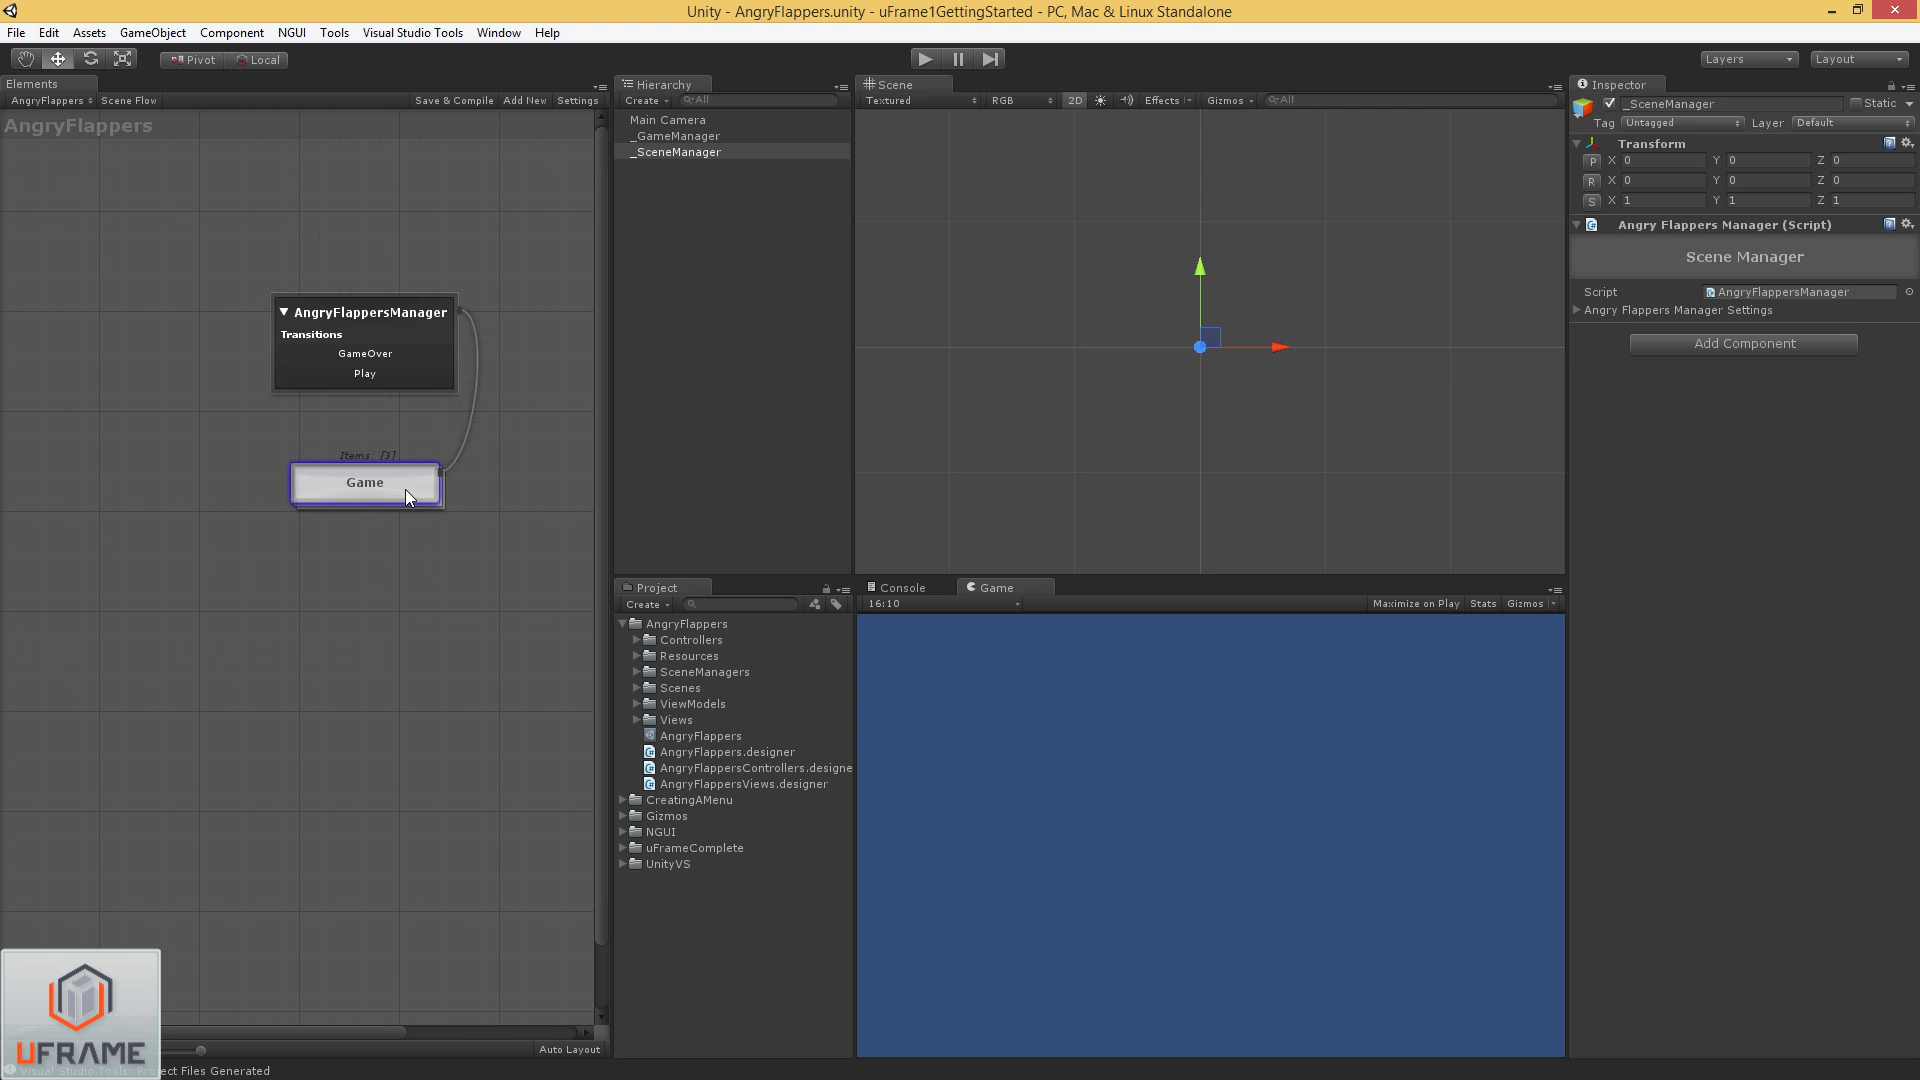 Unity - AngryFlappers.unity - uFrame1GettingStarted - PC, Mac & Linux Standalone
File Edit Assets GameObject Component NGUI Tools Visual Studio Tools Window Help
Pivot Local Layers Layout
Elements
AngryFlappers Scene Flow Save & Compile Add New Settings
AngryFlappers
AngryFlappersManager
Transitions
GameOver
Play
Items: [3]
Game
UFRAME
Auto Layout
Visual Studio Tools: Project Files Generated
Hierarchy
Create All
Main Camera
_GameManager
_SceneManager
Scene
Textured RGB 2D Effects Gizmos All
Project
Create
AngryFlappers
Controllers
Resources
SceneManagers
Scenes
ViewModels
Views
AngryFlappers
AngryFlappers.designer
AngryFlappersControllers.designe
AngryFlappersViews.designer
CreatingAMenu
Gizmos
NGUI
uFrameComplete
UnityVS
Console Game
16:10 Maximize on Play Stats Gizmos
Inspector
_SceneManager Static
Tag Untagged Layer Default
Transform
P X 0 Y 0 Z 0
R X 0 Y 0 Z 0
S X 1 Y 1 Z 1
Angry Flappers Manager (Script)
Scene Manager
Script AngryFlappersManager
Angry Flappers Manager Settings
Add Component